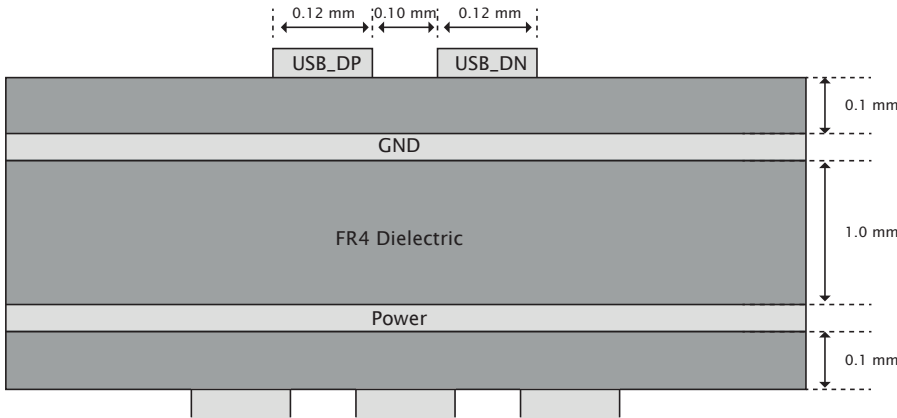 0.12 mm 0.10 mm 0.12 mm
USB_DP USB_DN
0.1 mm
GND
FR4 Dielectric
1.0 mm
Power
0.1 mm